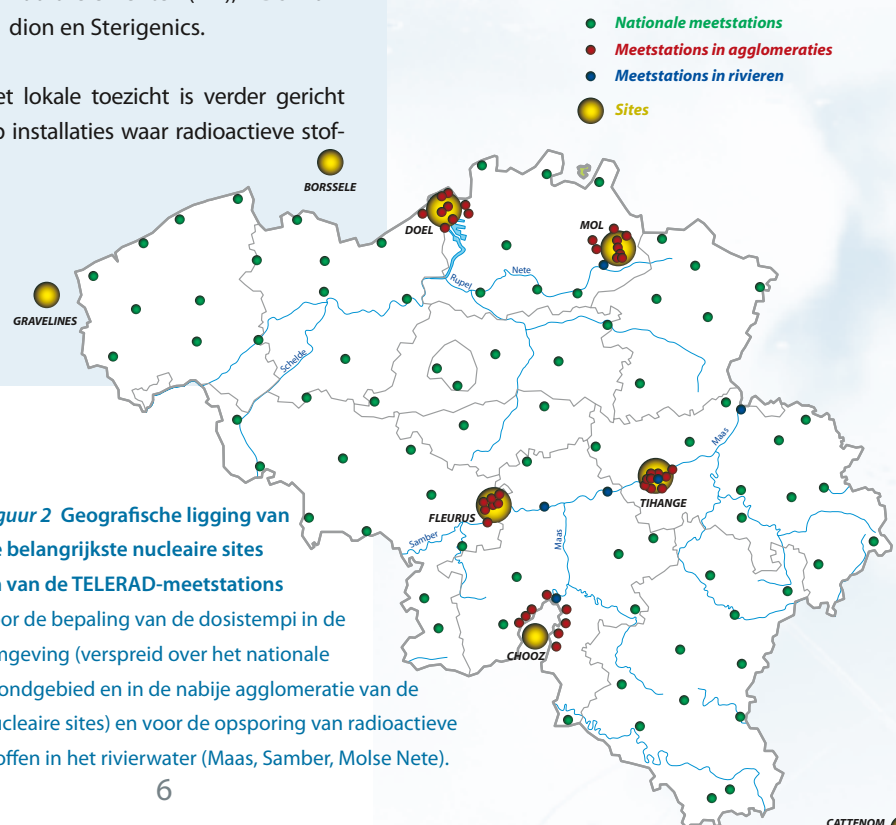 dion en Sterigenics.
et lokale toezicht is verder gericht
installaties waar radioactieve stof-
Nationale meetstations
Meetstations in agglomeraties
Meetstations in rivieren
Sites
BORSSELE
GRAVELINES
DOEL
MOL
Nete
Rupel
Schelde
Maas
TIHANGE
FLEURUS
Samber
Maas
CHOOZ
CATTENOM
guur 2 Geografische ligging van
e belangrijkste nucleaire sites
n van de TELERAD-meetstations
oor de bepaling van de dosistempi in de
mgeving (verspreid over het nationale
ondgebied en in de nabije agglomeratie van de
ucleaire sites) en voor de opsporing van radioactieve
offen in het rivierwater (Maas, Samber, Molse Nete).
6